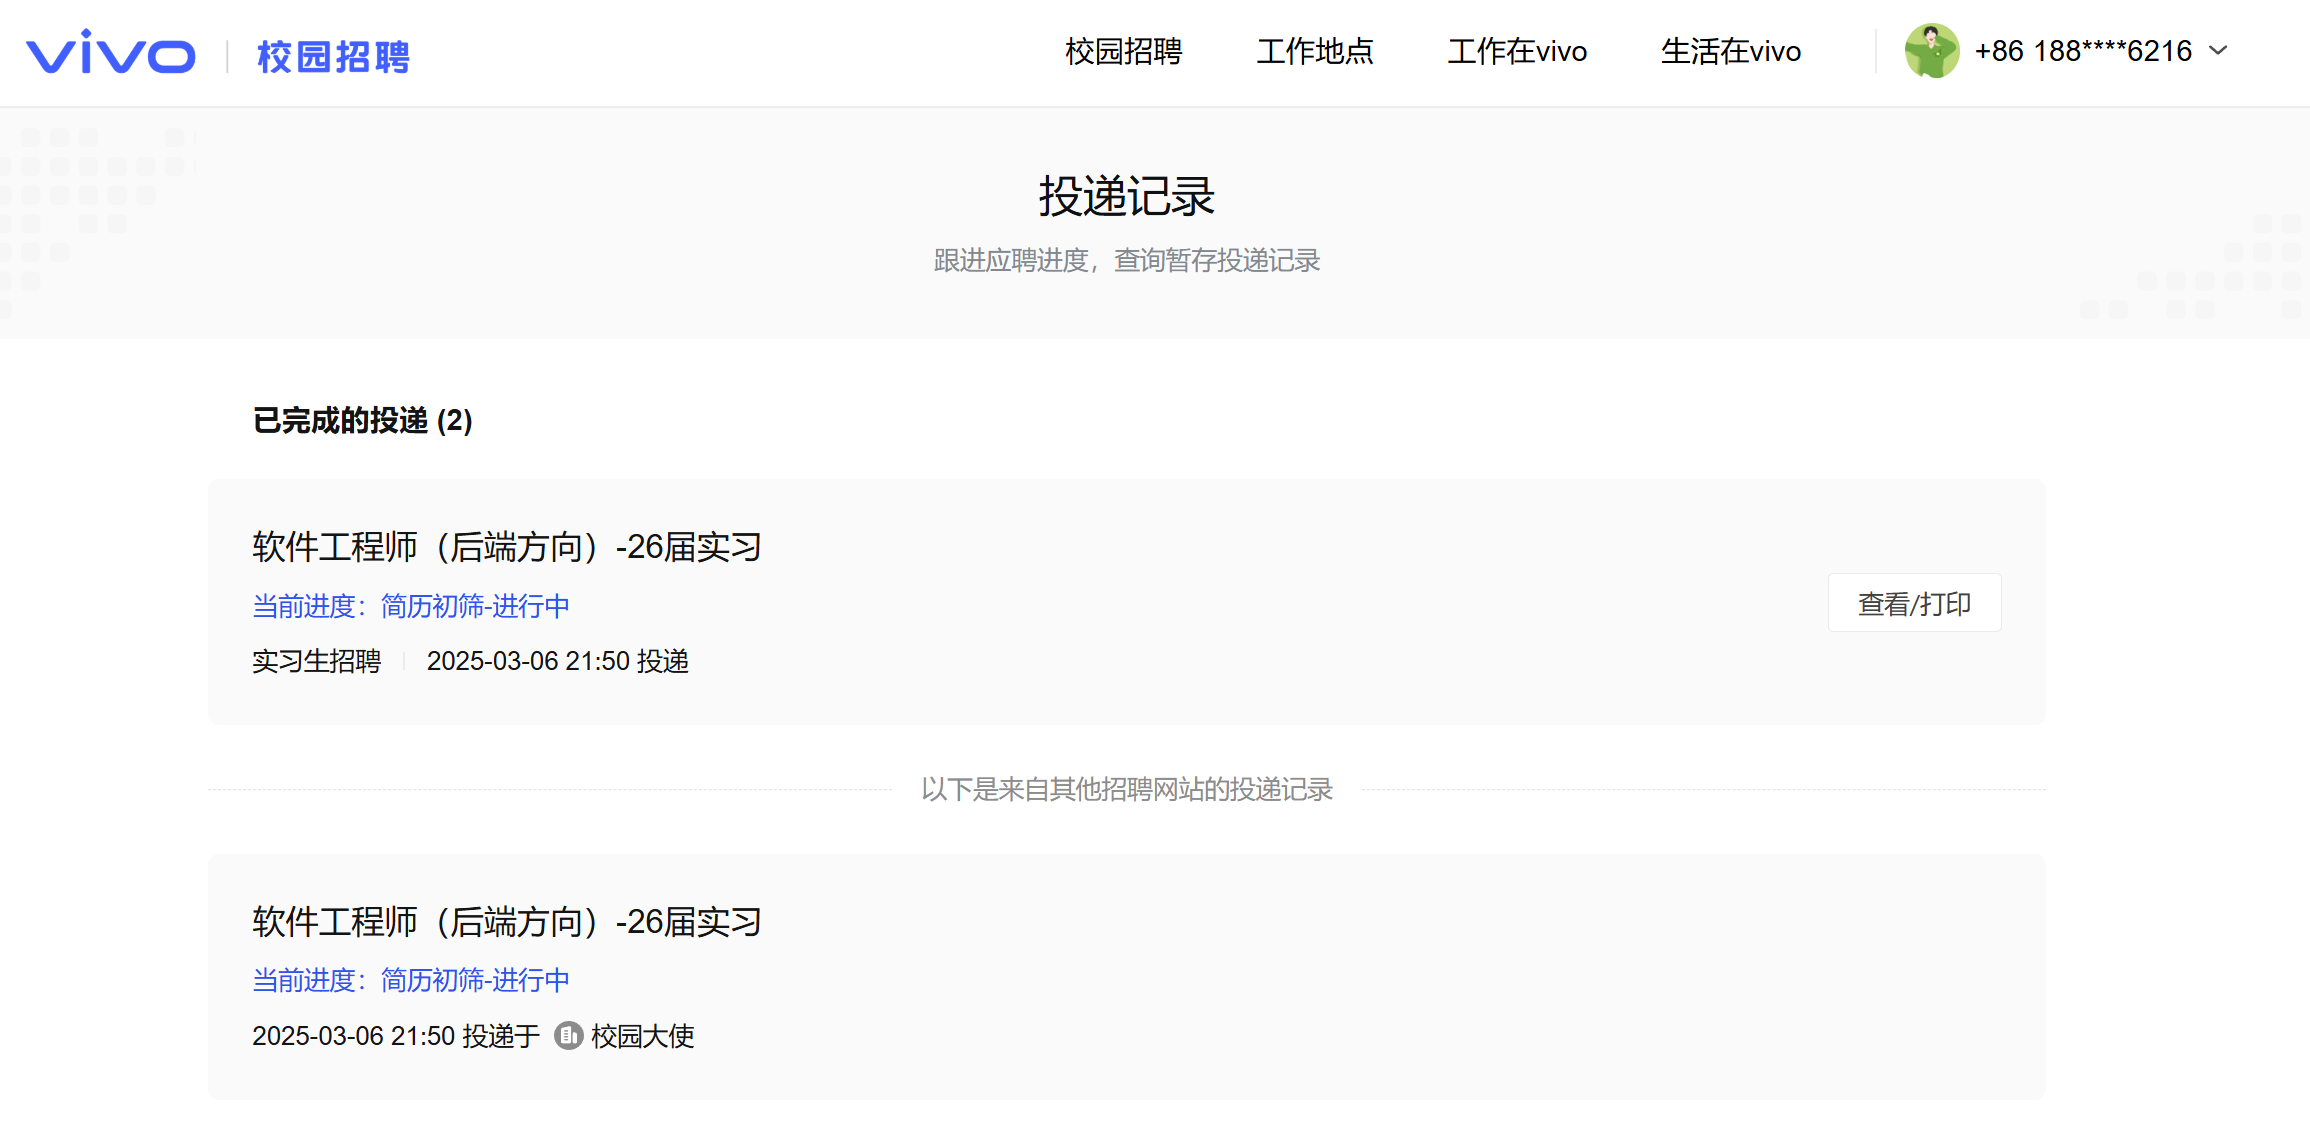 vivo 校园招聘 校园招聘 工作地点 工作在vivo 生活在vivo +86 188****6216
投递记录
跟进应聘进度，查询暂存投递记录
已完成的投递 (2)
软件工程师（后端方向）-26届实习
当前进度：简历初筛-进行中
查看/打印
实习生招聘 2025-03-06 21:50 投递
以下是来自其他招聘网站的投递记录
软件工程师（后端方向）-26届实习
当前进度：简历初筛-进行中
2025-03-06 21:50 投递于 校园大使